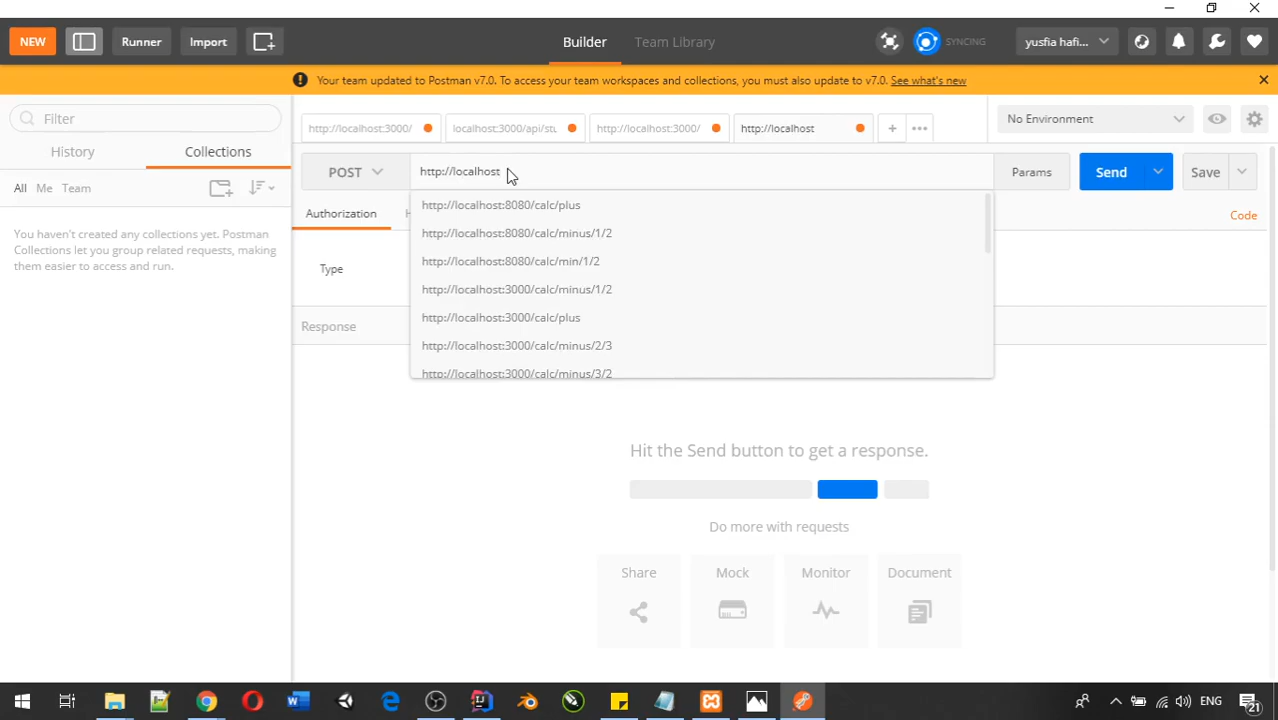 NEW
Runner
Import
Builder
Team Library
SYNCING
yusfia hafi...
Your team updated to Postman v7.0. To access your team workspaces and collections, you must also update to v7.0. See what's new
Filter
History
Collections
All Me Team
You haven't created any collections yet. Postman
Collections let you group related requests, making
them easier to access and run.
http://localhost:3000/
localhost:3000/api/stu
http://localhost:3000/
http://localhost
No Environment
POST
http://localhost
Params
Send
Save
http://localhost:8080/calc/plus
http://localhost:8080/calc/minus/1/2
http://localhost:8080/calc/min/1/2
http://localhost:3000/calc/minus/1/2
http://localhost:3000/calc/plus
http://localhost:3000/calc/minus/2/3
http://localhost:3000/calc/minus/3/2
Authorization
Code
Type
Response
Hit the Send button to get a response.
Do more with requests
Share
Mock
Monitor
Document
ENG
21